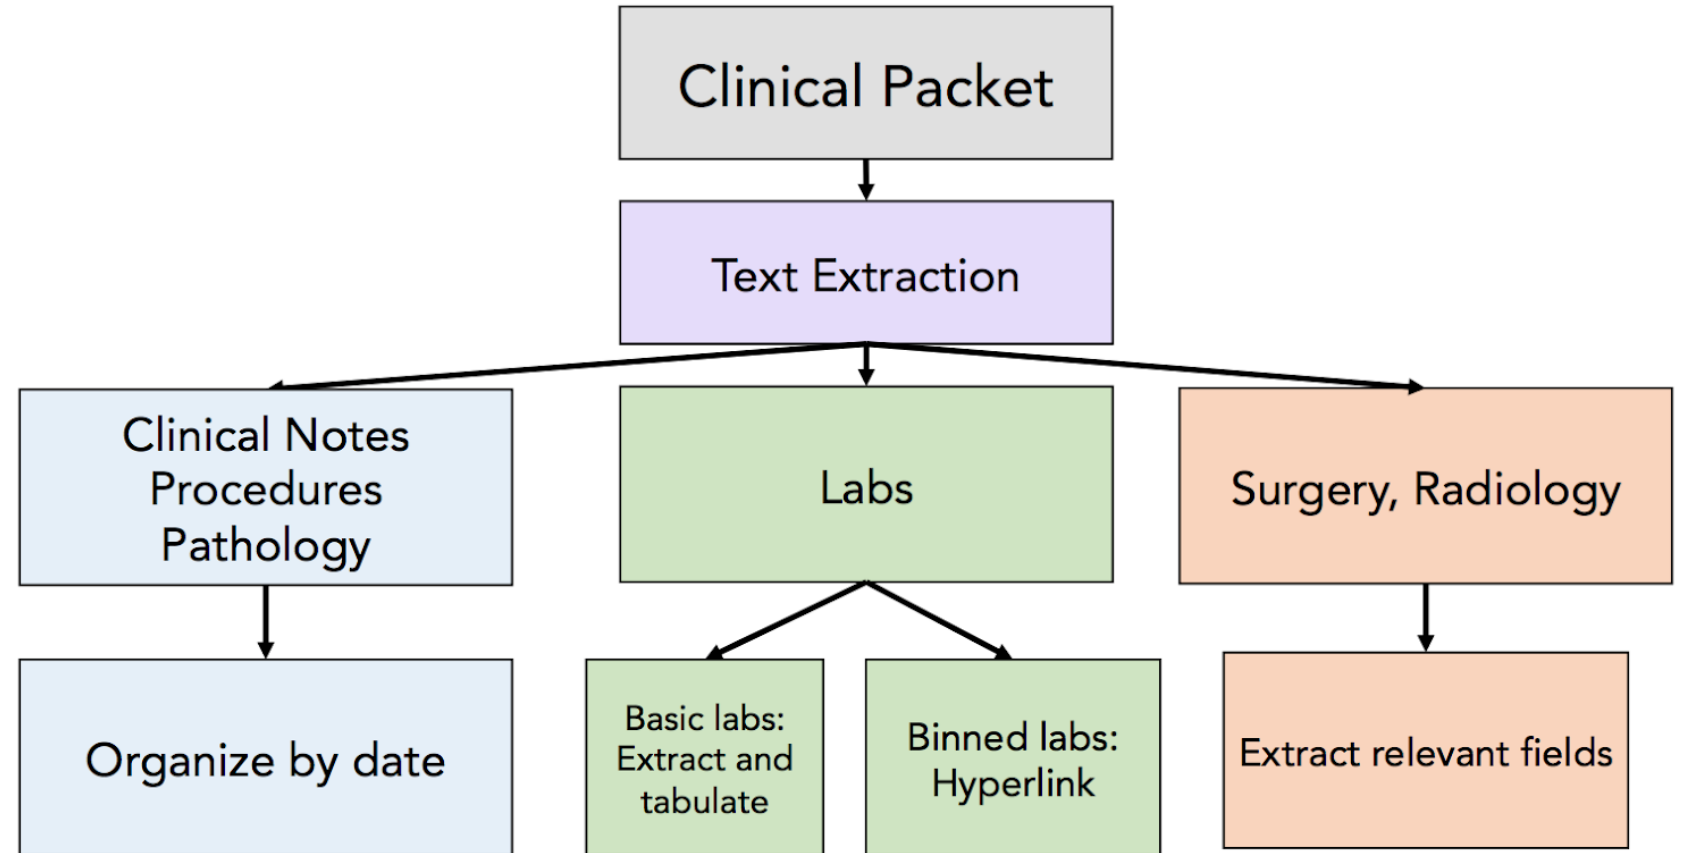 Clinical Packet
Text Extraction
Clinical Notes
Procedures
Pathology
Labs
Surgery, Radiology
Organize by date
Basic labs:
Extract and
tabulate
Binned labs:
Hyperlink
Extract relevant fields